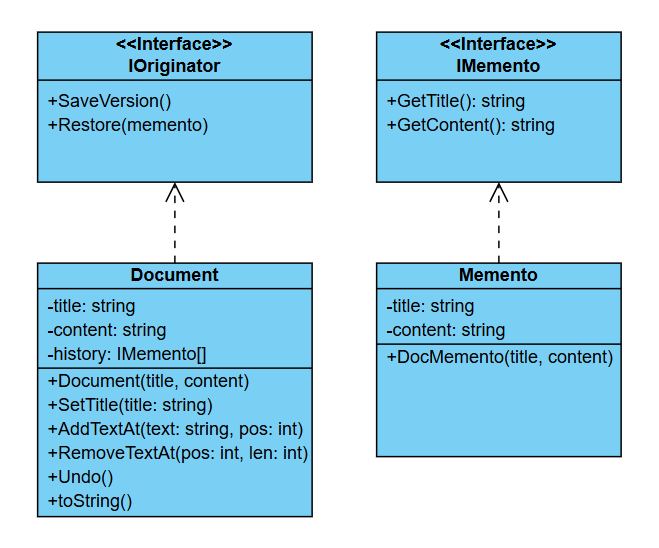 <<Interface>>
IOriginator
+SaveVersion()
+Restore(memento)
<<Interface>>
IMemento
+GetTitle(): string
+GetContent(): string
Document
-title: string
-content: string
-history: IMemento[]
+Document(title, content)
+SetTitle(title: string)
+AddTextAt(text: string, pos: int)
+RemoveTextAt(pos: int, len: int)
+Undo()
+toString()
Memento
-title: string
-content: string
+DocMemento(title, content)